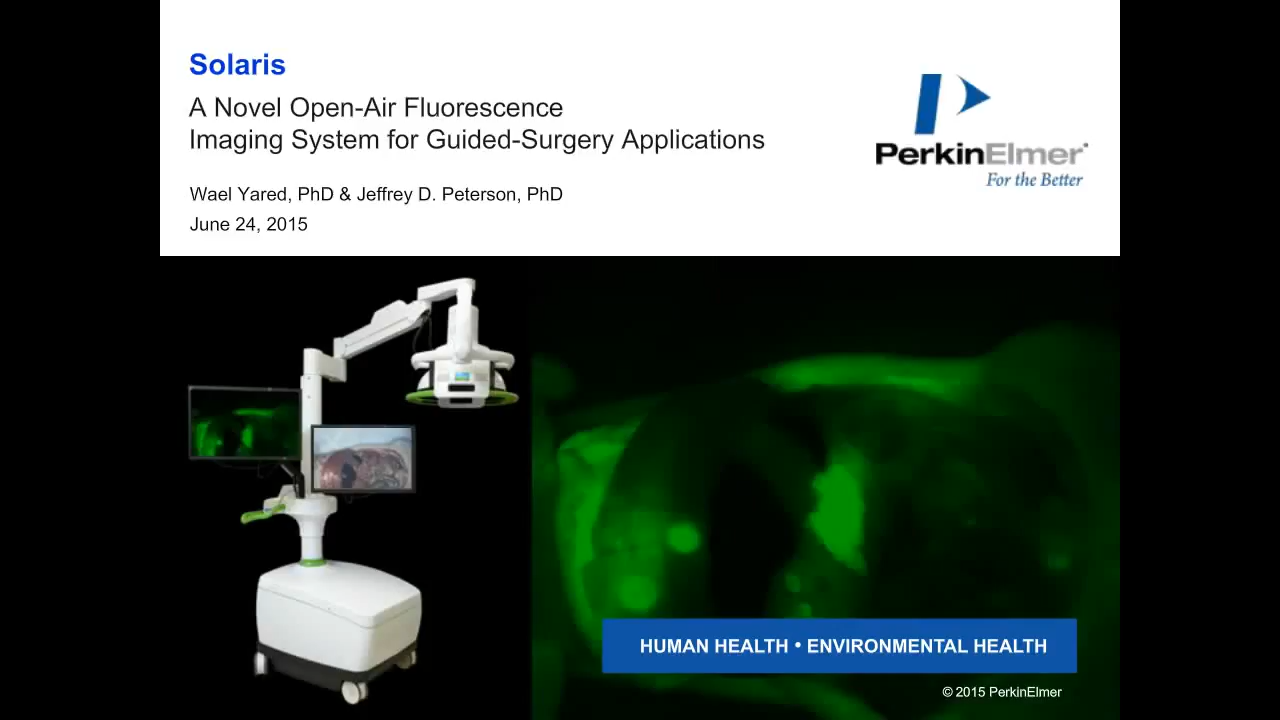 Solaris
A Novel Open-Air Fluorescence
Imaging System for Guided-Surgery Applications
Wael Yared, PhD & Jeffrey D. Peterson, PhD
June 24, 2015
PerkinElmer®
For the Better
HUMAN HEALTH • ENVIRONMENTAL HEALTH
© 2015 PerkinElmer